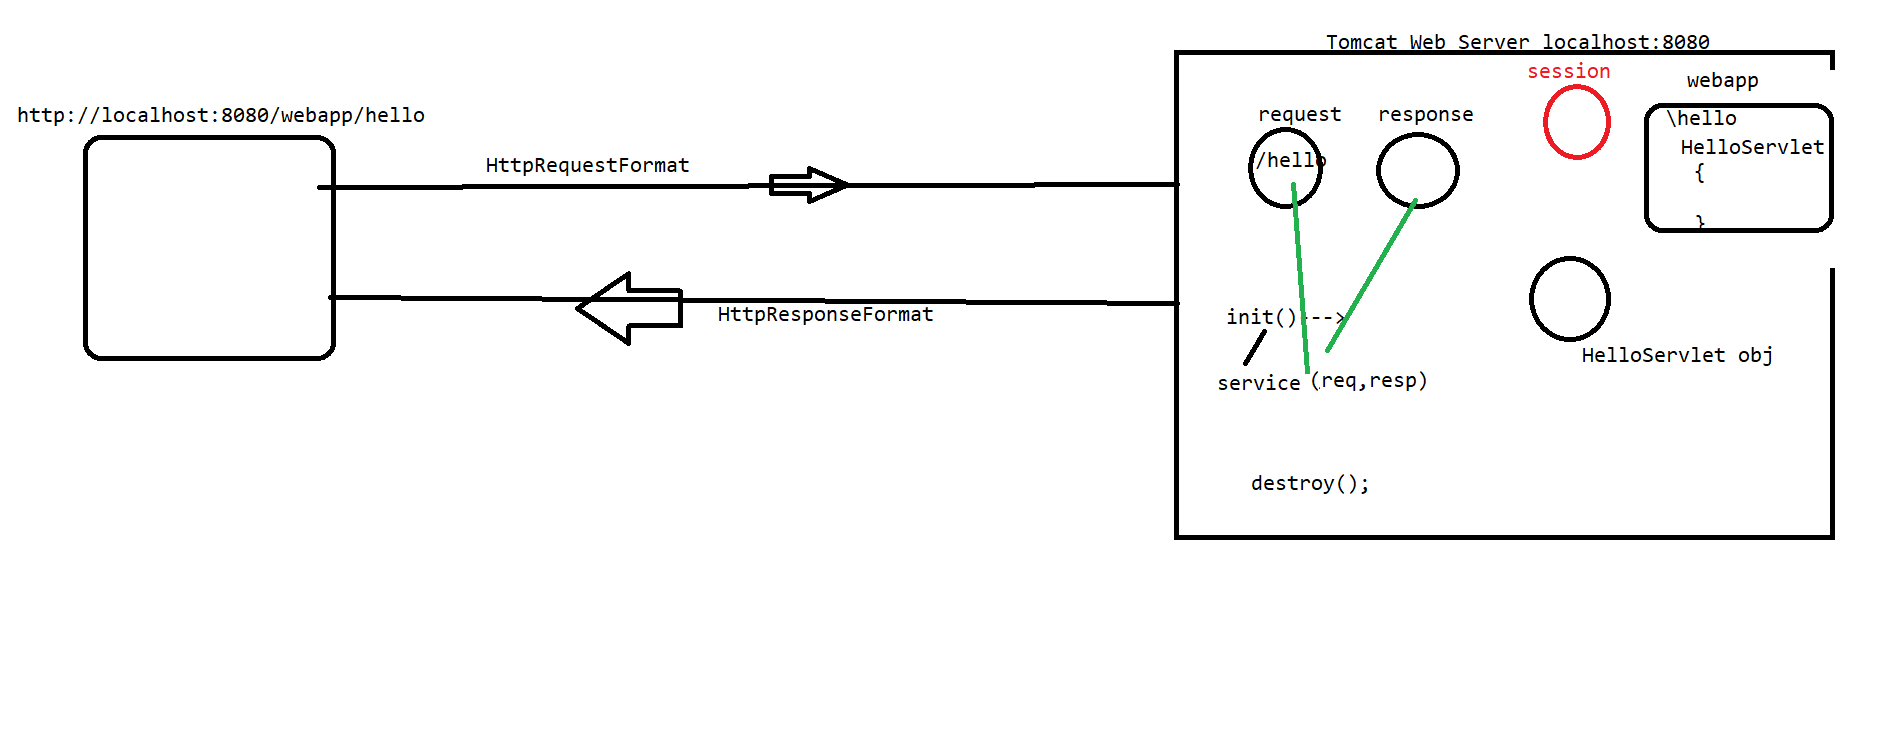 Tomcat Web Server localhost:8080
session
webapp
http://localhost:8080/webapp/hello
request
response
\hello
HelloServlet
{
}
/hello
HttpRequestFormat
HttpResponseFormat
init()--->
HelloServlet obj
service (req,resp)
destroy();